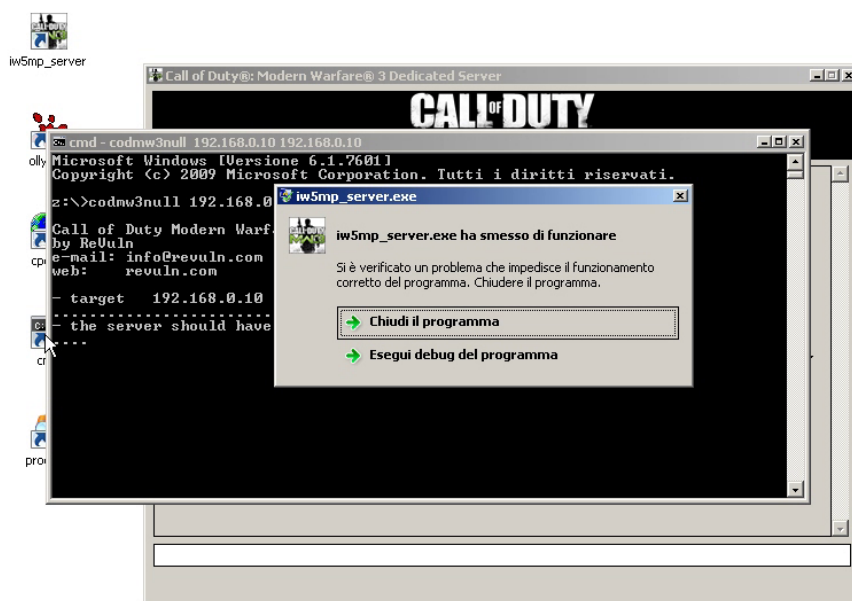 iw5mp_server
Call of Duty®: Modern Warfare® 3 Dedicated Server
CALL OF DUTY
cmd - codmw3null 192.168.0.10 192.168.0.10
olly
Microsoft Windows [Versione 6.1.7601]
Copyright (c) 2009 Microsoft Corporation. Tutti i diritti riservati.
z:\>codmw3null 192.168.0
iw5mp_server.exe
Call of Duty Modern Warf
by ReVuln
e-mail: info@revuln.com
web: revuln.com
iw5mp_server.exe ha smesso di funzionare
Si è verificato un problema che impedisce il funzionamento
corretto del programma. Chiudere il programma.
- target 192.168.0.10
- the server should have
----
Chiudi il programma
Esegui debug del programma